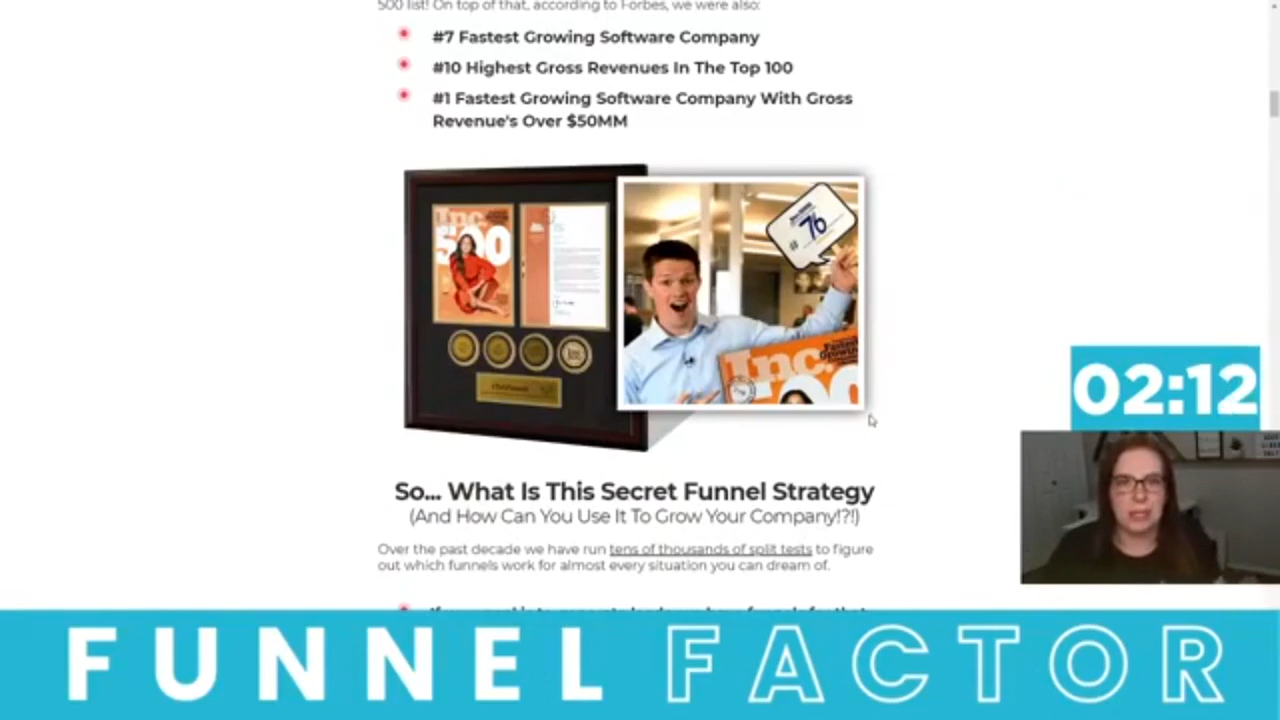 500 list! On top of that, according to Forbes, we were also:
#7 Fastest Growing Software Company
#10 Highest Gross Revenues In The Top 100
#1 Fastest Growing Software Company With Gross
Revenue's Over $50MM
Inc.
500
# 76
Inc.
500
02:12
So... What Is This Secret Funnel Strategy
(And How Can You Use It To Grow Your Company!?!)
Over the past decade we have run tens of thousands of split tests to figure
out which funnels work for almost every situation you can dream of.
FUNNEL FACTOR